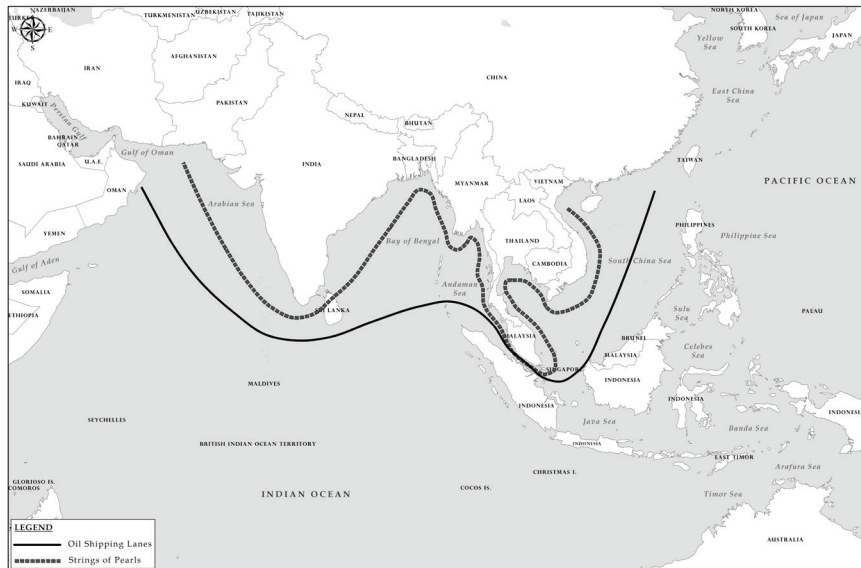 AZERBAIJAN
UZBEKISTAN
TAJIKISTAN
NORTH KOREA
Sea of Japan
TURKMENISTAN
SOUTH KOREA
JAPAN
Yellow
Sea
N
W
E
S
AFGHANISTAN
IRAN
CHINA
IRAQ
East China
Sea
KUWAIT
PAKISTAN
Persian Gulf
NEPAL
BHUTAN
BAHRAIN
QATAR
Gulf of Oman
SAUDI ARABIA
U.A.E.
INDIA
BANGLADESH
TAIWAN
MYANMAR
VIETNAM
PACIFIC OCEAN
OMAN
LAOS
Arabian Sea
YEMEN
Bay of Bengal
THAILAND
PHILIPPINES
Philippine Sea
Gulf of Aden
CAMBODIA
South China Sea
SOMALIA
Andaman
Sea
ETHIOPIA
SRI LANKA
Sulu
Sea
PALAU
MALAYSIA
BRUNEI
MALAYSIA
Celebes
Sea
SINGAPORE
MALDIVES
INDONESIA
INDONESIA
INDONESIA
INDONESIA
SEYCHELLES
Java Sea
Banda Sea
BRITISH INDIAN OCEAN TERRITORY
INDONESIA
EAST TIMOR
Arafura Sea
CHRISTMAS I.
GLORIOSO IS.
COMOROS
INDIAN OCEAN
COCOS IS.
Timor Sea
LEGEND
Oil Shipping Lanes
Strings of Pearls
AUSTRALIA